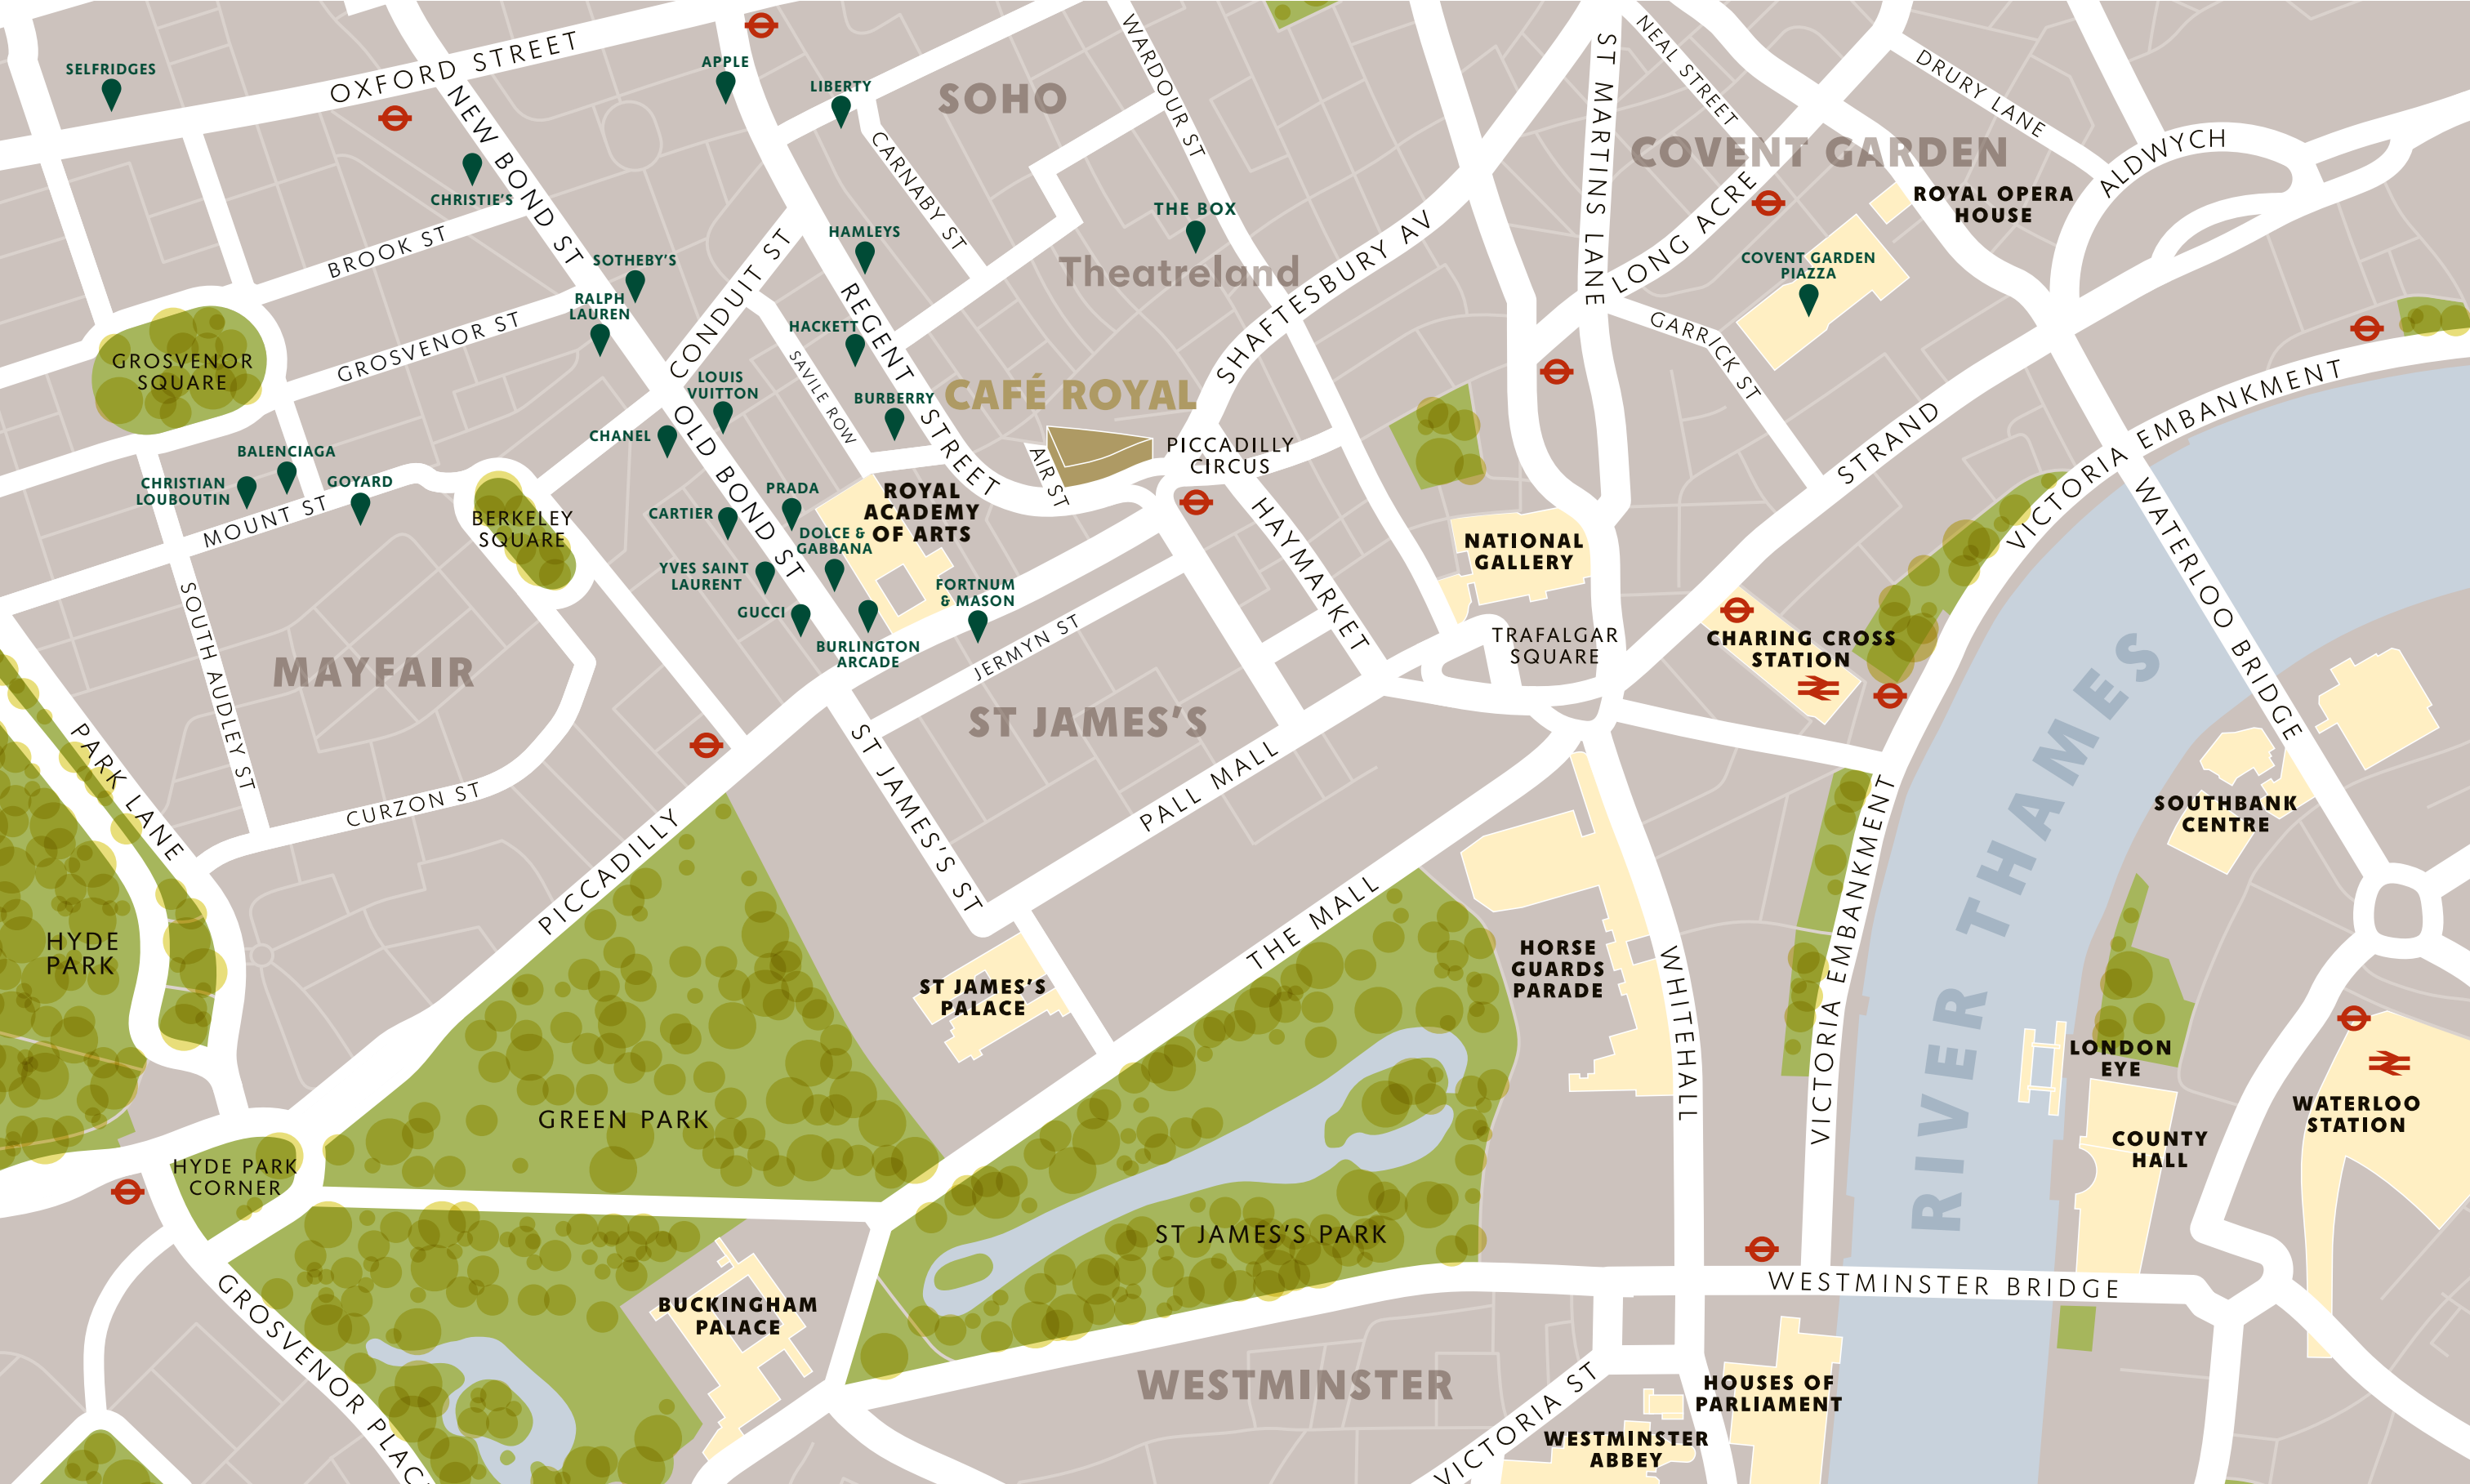 SELFRIDGES
OXFORD STREET
APPLE
LIBERTY
SOHO
WARDOUR ST
ST MARTINS LANE
NEAL STREET
DRURY LANE
COVENT GARDEN
ALDWYCH
NEW BOND ST
CHRISTIE'S
CARNABY ST
ROYAL OPERA
HOUSE
LONG ACRE
BROOK ST
SOTHEBY'S
CONDUIT ST
HAMLEYS
THE BOX
Theatreland
SHAFTESBURY AV
COVENT GARDEN
PIAZZA
RALPH
LAUREN
GROSVENOR ST
GROSVENOR
SQUARE
HACKETT
REGENT STREET
SAVILE ROW
GARRICK ST
LOUIS
VUITTON
BURBERRY
CAFÉ ROYAL
STRAND
VICTORIA EMBANKMENT
CHANEL
OLD BOND ST
AIR ST
PICCADILLY
CIRCUS
BALENCIAGA
CHRISTIAN
LOUBOUTIN
GOYARD
MOUNT ST
BERKELEY
SQUARE
CARTIER
PRADA
ROYAL
ACADEMY
OF ARTS
DOLCE &
GABBANA
HAYMARKET
NATIONAL
GALLERY
WATERLOO BRIDGE
YVES SAINT
LAURENT
GUCCI
FORTNUM
& MASON
BURLINGTON
ARCADE
JERMYN ST
TRAFALGAR
SQUARE
CHARING CROSS
STATION
SOUTH AUDLEY ST
MAYFAIR
ST JAMES'S
PARK LANE
CURZON ST
PICCADILLY
ST JAMES'S ST
PALL MALL
THE MALL
SOUTHBANK
CENTRE
RIVER THAMES
VICTORIA EMBANKMENT
HYDE
PARK
ST JAMES'S
PALACE
HORSE
GUARDS
PARADE
WHITEHALL
LONDON
EYE
WATERLOO
STATION
COUNTY
HALL
GREEN PARK
HYDE PARK
CORNER
ST JAMES'S PARK
WESTMINSTER BRIDGE
GROSVENOR PLAC
BUCKINGHAM
PALACE
WESTMINSTER
VICTORIA ST
HOUSES OF
PARLIAMENT
WESTMINSTER
ABBEY